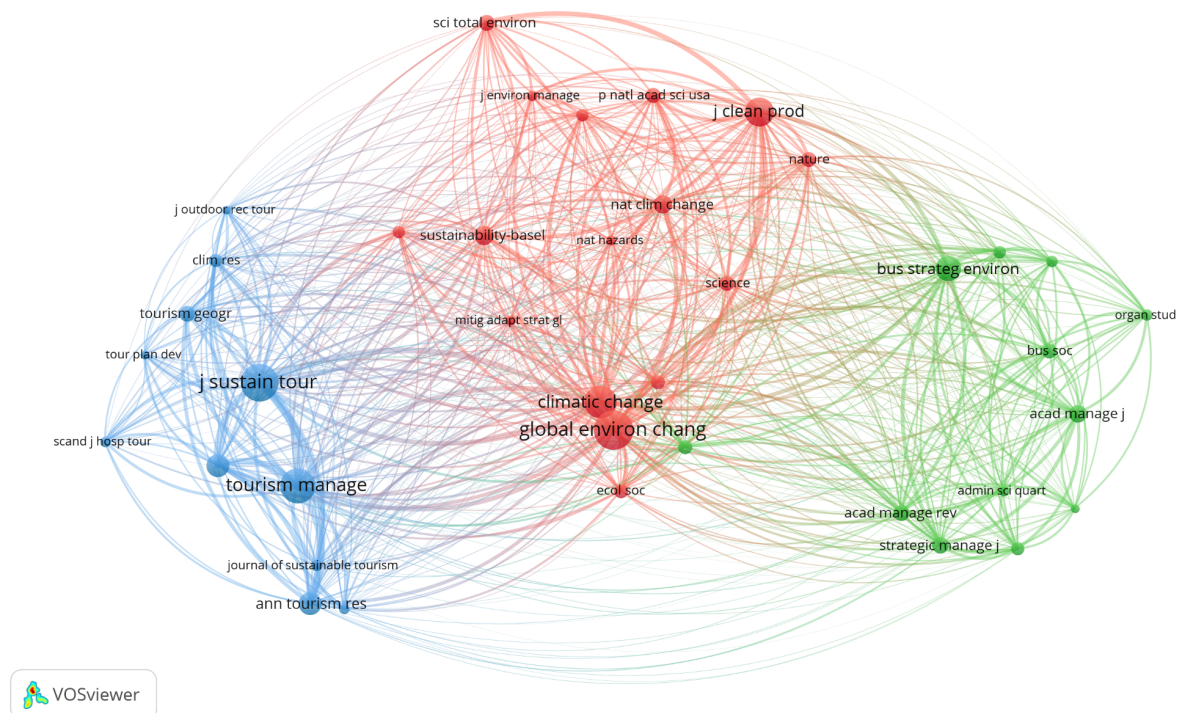 sci total environ
j environ manage
p natl acad sci usa
j clean prod
nature
j outdoor rec tour
nat clim change
sustainability-basel
nat hazards
clim res
bus strateg environ
science
tourism geogr
mitig adapt strat gl
organ stud
tour plan dev
bus soc
j sustain tour
climatic change
acad manage j
global environ chang
scand j hosp tour
tourism manage
ecol soc
admin sci quart
acad manage rev
strategic manage j
journal of sustainable tourism
ann tourism res
VOSviewer